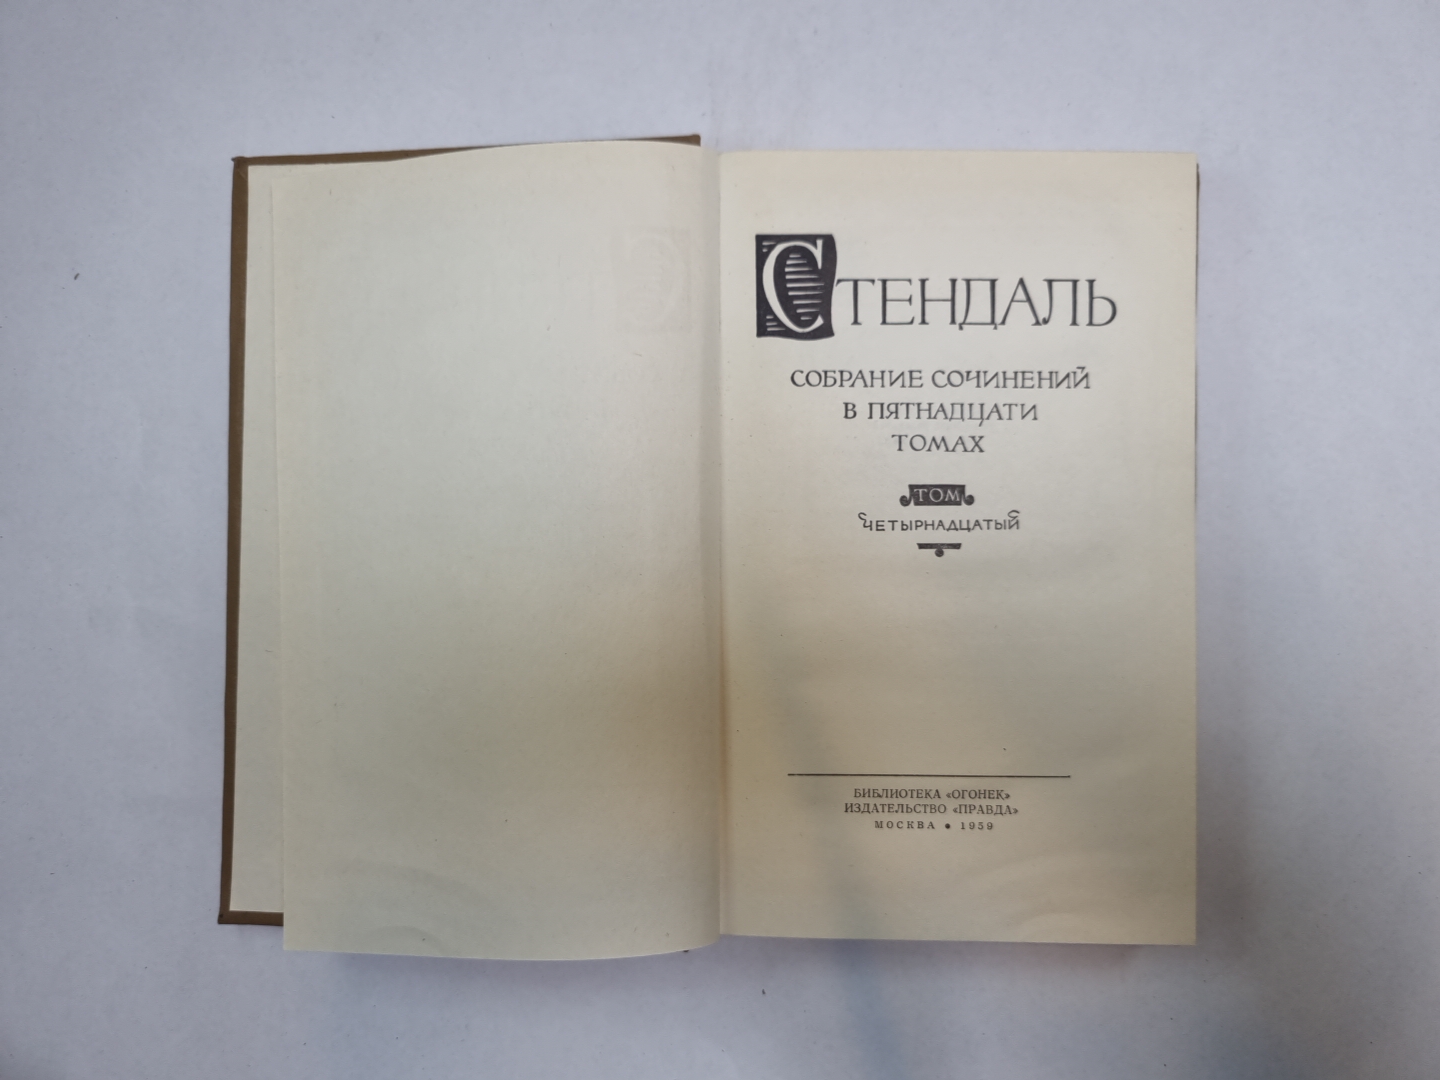 СТЕНДАЛЬ
СОБРАНИЕ СОЧИНЕНИЙ
В ПЯТНАДЦАТИ
ТОМАХ
ТОМ
ЧЕТЫРНАДЦАТЫЙ
БИБЛИОТЕКА «ОГОНЕК»
ИЗДАТЕЛЬСТВО «ПРАВДА»
МОСКВА • 1959